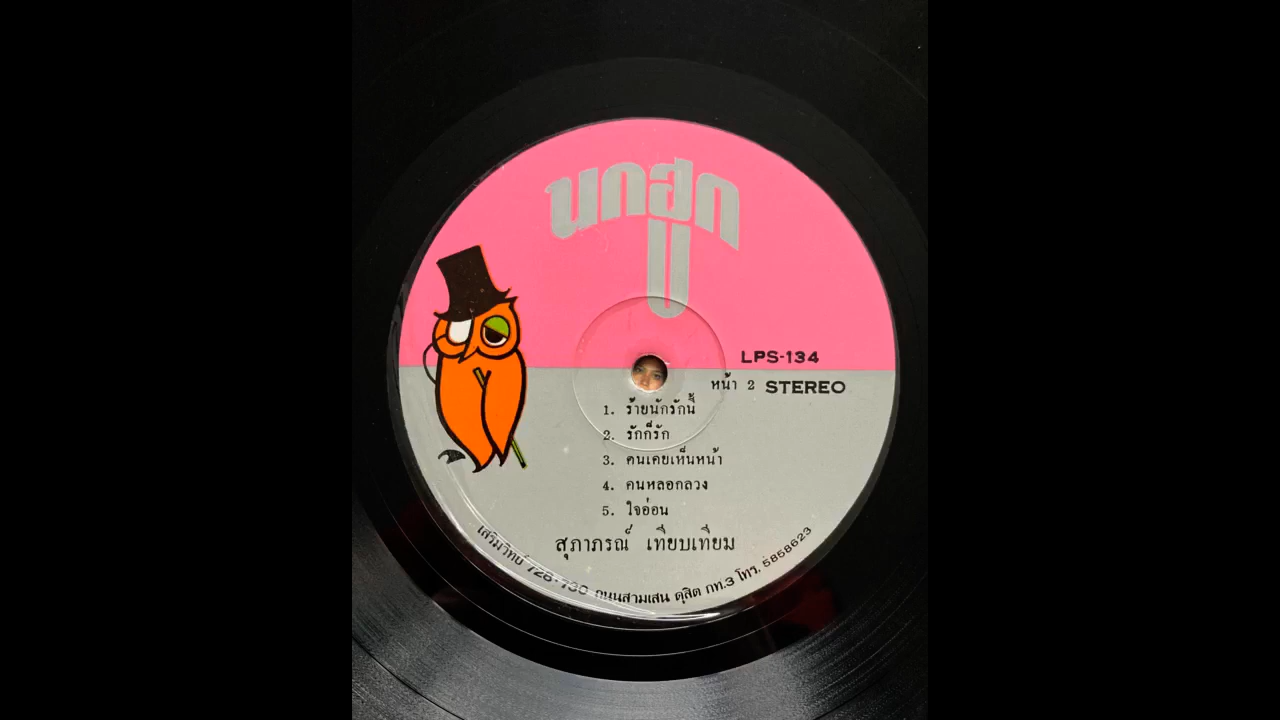 นกฮูก
LPS-134
หน้า 2 STEREO
1. ร้ายนักรักนี้
2. รักก็รัก
3. คนเคยเห็นหน้า
4. คนหลอกลวง
5. ใจอ่อน
สุภาภรณ์ เทียบเทียม
เสริมวิทย์ 728-730 ถนนสามเสน ดุสิต กท.3 โทร. 5858623